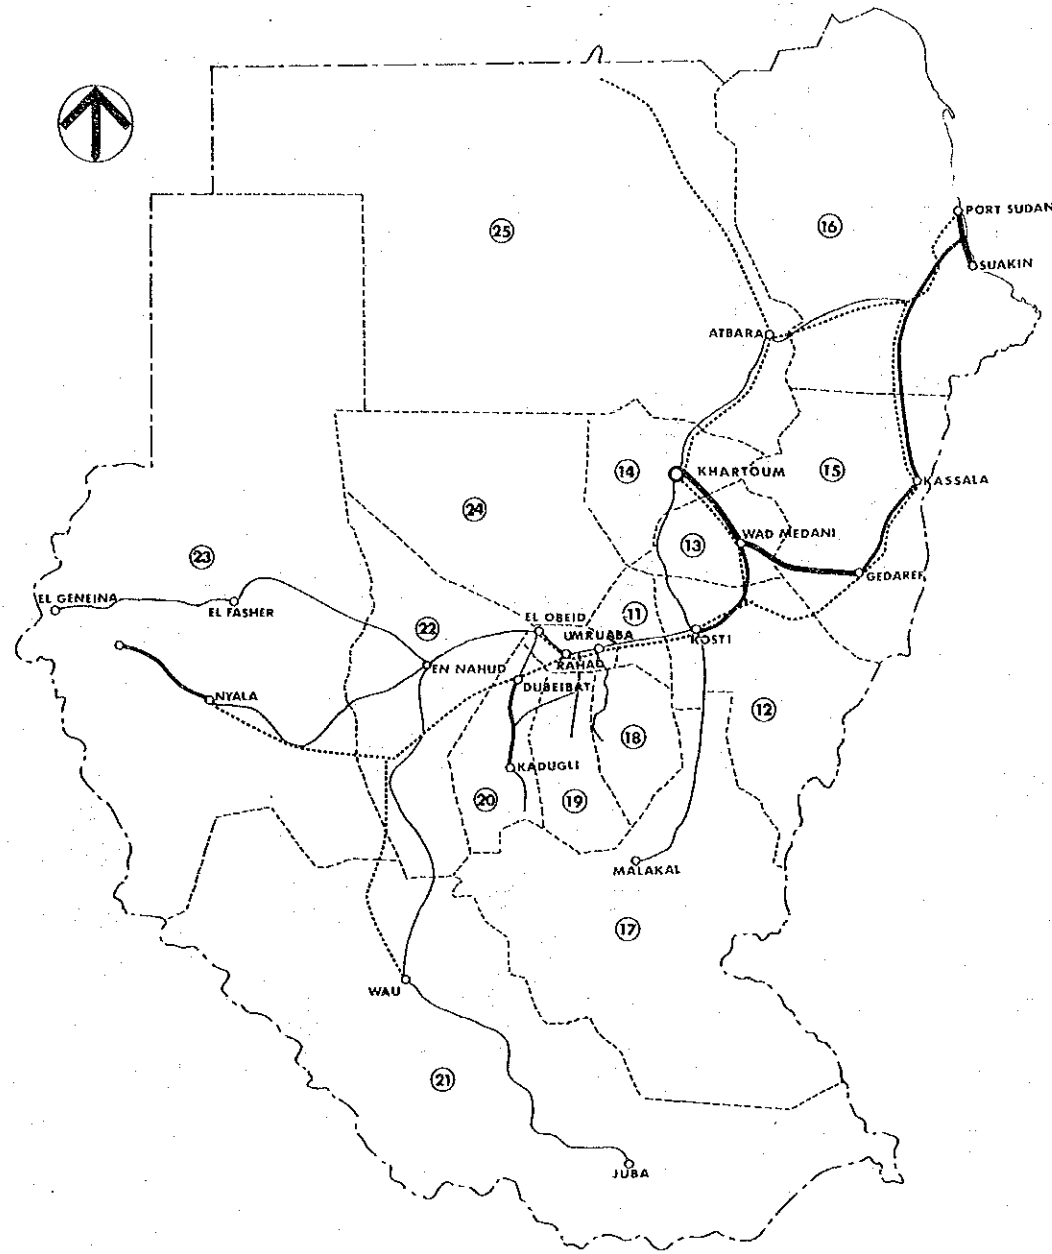 PORT SUDAN
16
25
SUAKIN
ATBARA
14
KHARTOUM
15
KASSALA
24
WAD MEDANI
13
23
GEDAREF
EL GENEINA
EL FASHER
11
EL OBEID
22
UMRUABA
KOSTI
RAHAD
EN NAHUD
DUBEIBAT
NYALA
12
18
KADUGLI
20
19
MALAKAL
17
WAU
21
JUBA